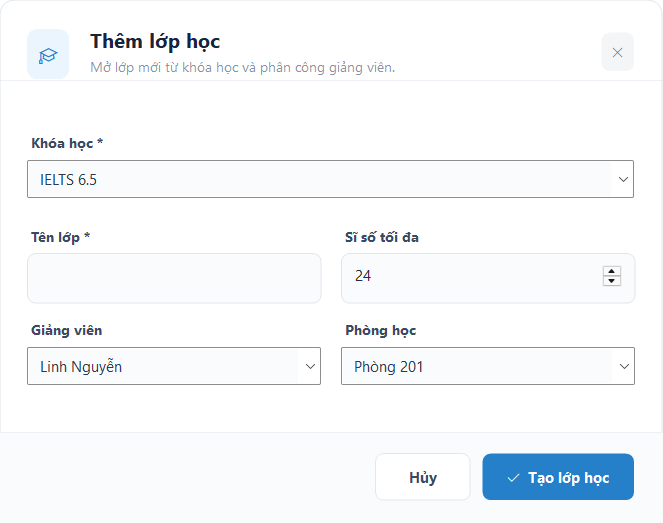 Thêm lớp học
Mở lớp mới từ khóa học và phân công giảng viên.
Khóa học *
IELTS 6.5
Tên lớp *
Sĩ số tối đa
24
Giảng viên
Phòng học
Linh Nguyễn
Phòng 201
Hủy
Tạo lớp học